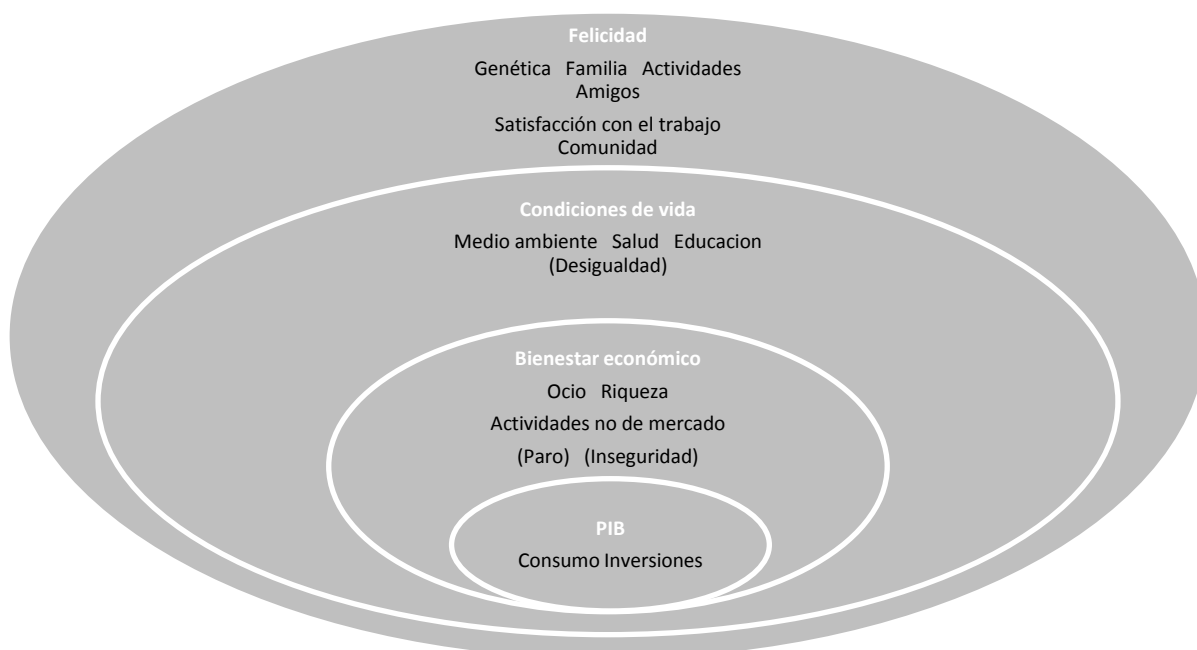 Felicidad
Genética Familia Actividades
Amigos
Satisfacción con el trabajo
Comunidad
Condiciones de vida
Medio ambiente Salud Educacion
(Desigualdad)
Bienestar económico
Ocio Riqueza
Actividades no de mercado
(Paro) (Inseguridad)
PIB
Consumo Inversiones